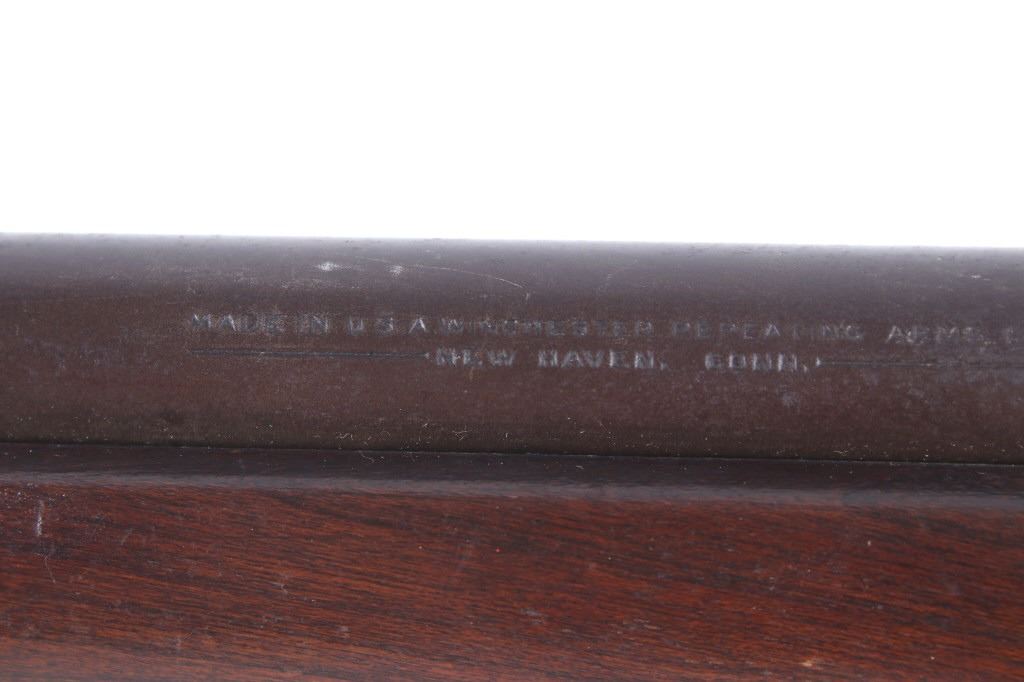 MADE IN U S A WINCHESTER REPEATING ARMS
NEW HAVEN, CONN.